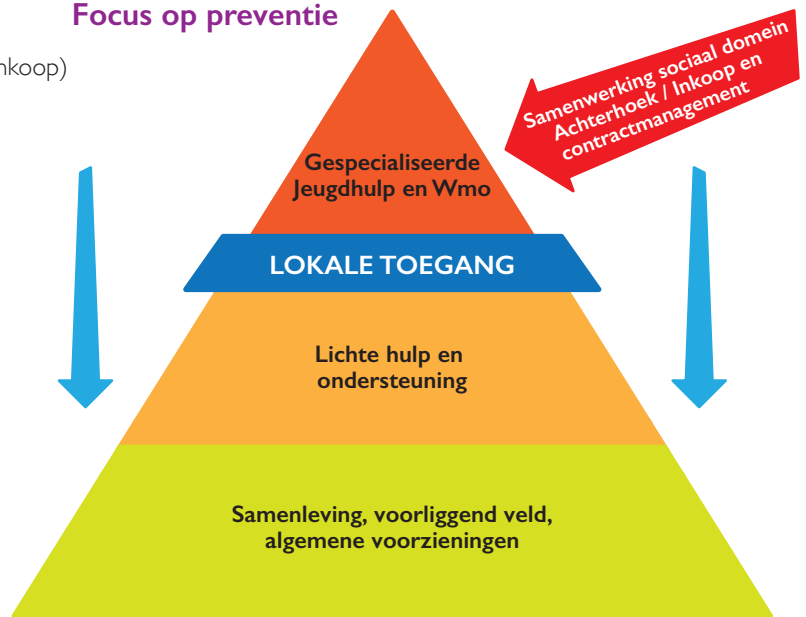 Focus op preventie
nkoop)
Samenwerking sociaal domein
Achterhoek / Inkoop en
contractmanagement
Gespecialiseerde
Jeugdhulp en Wmo
LOKALE TOEGANG
Lichte hulp en
ondersteuning
Samenleving, voorliggend veld,
algemene voorzieningen